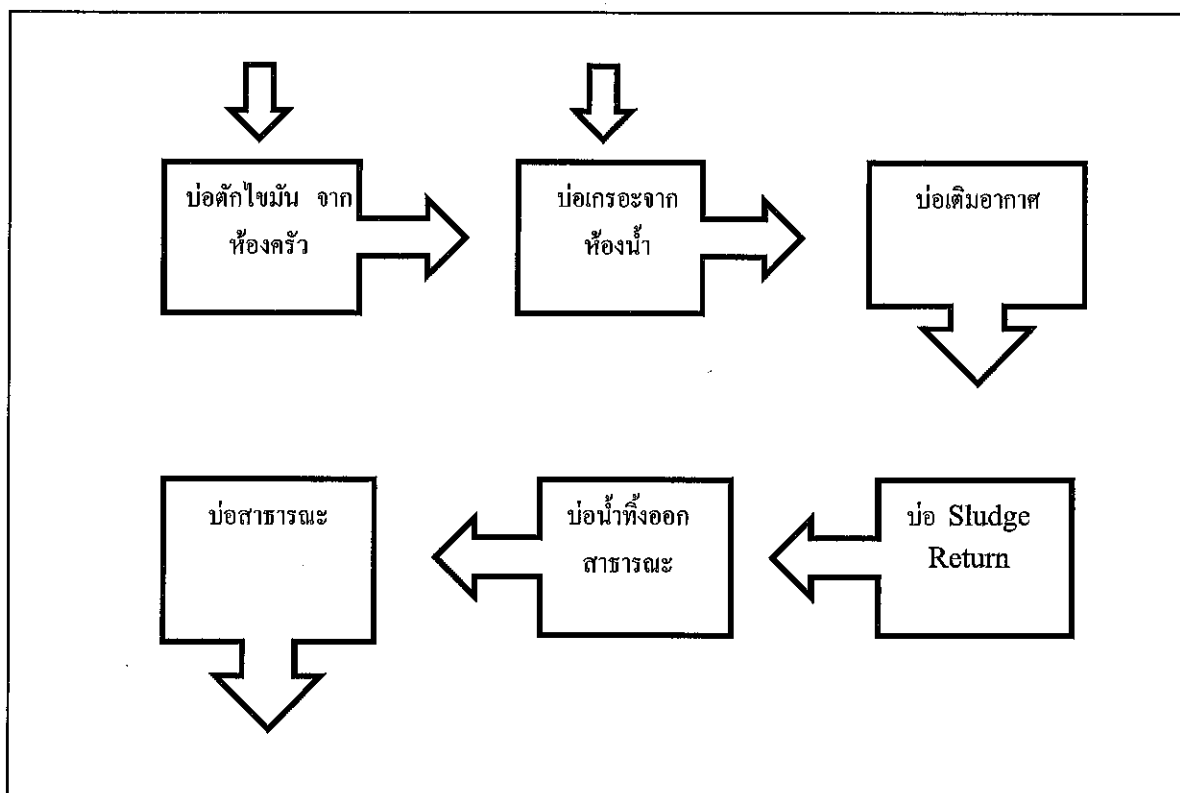 บ่อดักไขมัน จาก
ห้องครัว
บ่อเกรอะจาก
ห้องน้ำ
บ่อเติมอากาศ
บ่อสาธารณะ
บ่อน้ำทิ้งออก
สาธารณะ
บ่อ Sludge
Return